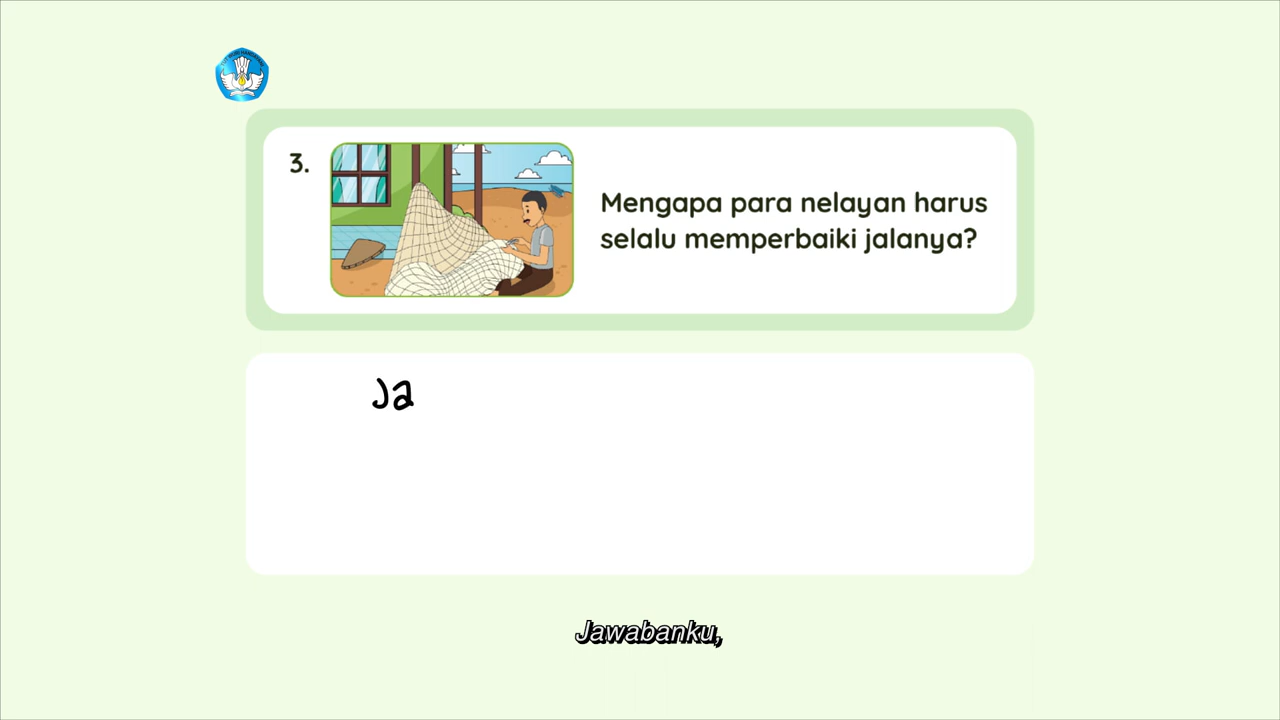 3.
Mengapa para nelayan harus
selalu memperbaiki jalanya?
Ja
Jawabanku,